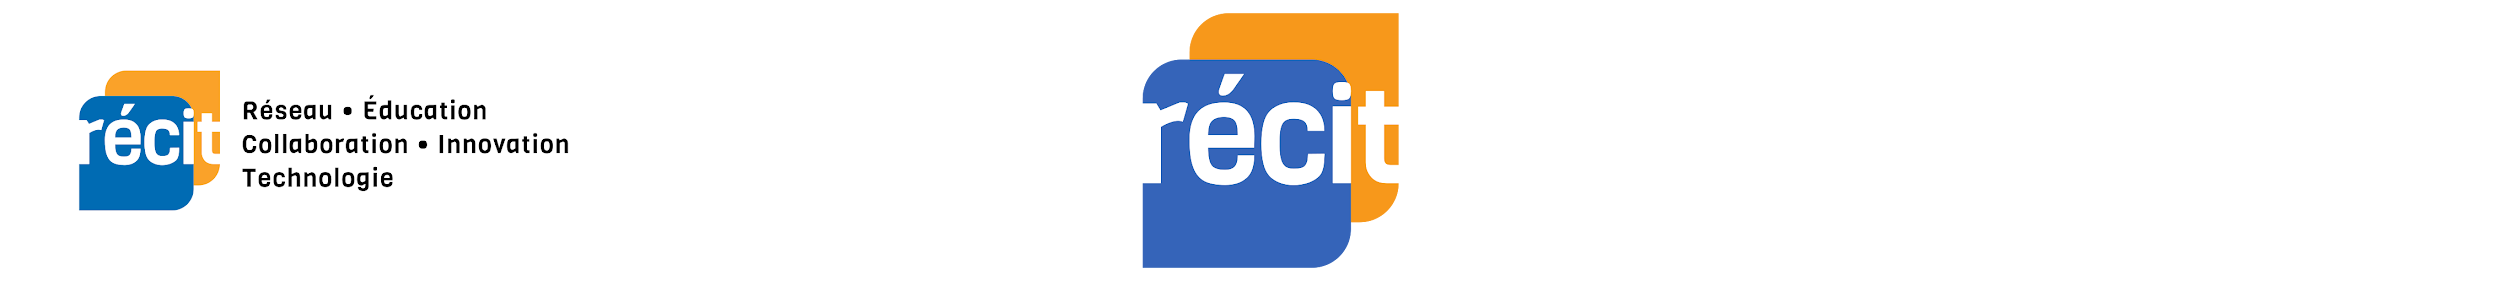 récit
Réseau • Éducation
Collaboration • Innovation
Technologie
récit